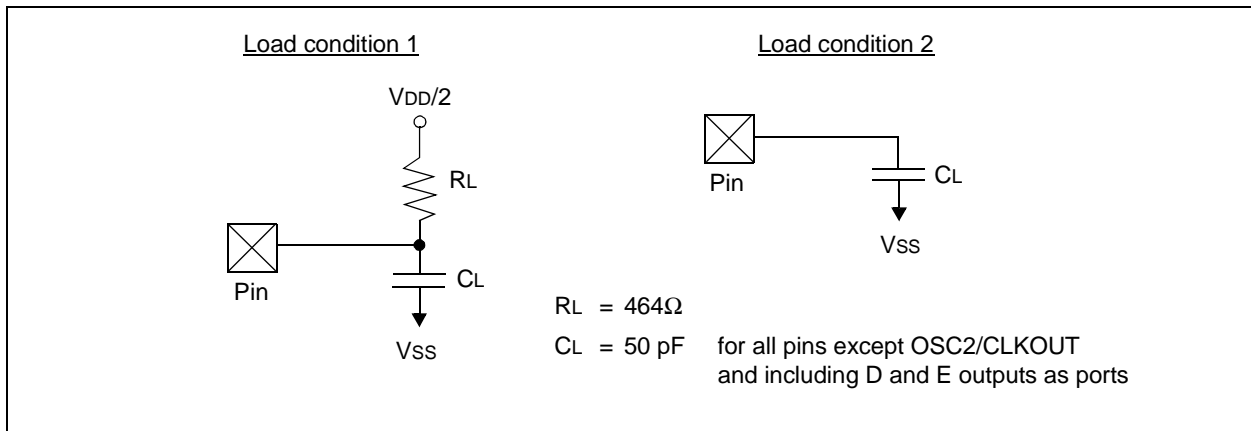 Load condition 1
VDD/2
RL
Pin
CL
VSS
Load condition 2
Pin
CL
VSS
RL = 464Ω
CL = 50 pF for all pins except OSC2/CLKOUT
and including D and E outputs as ports